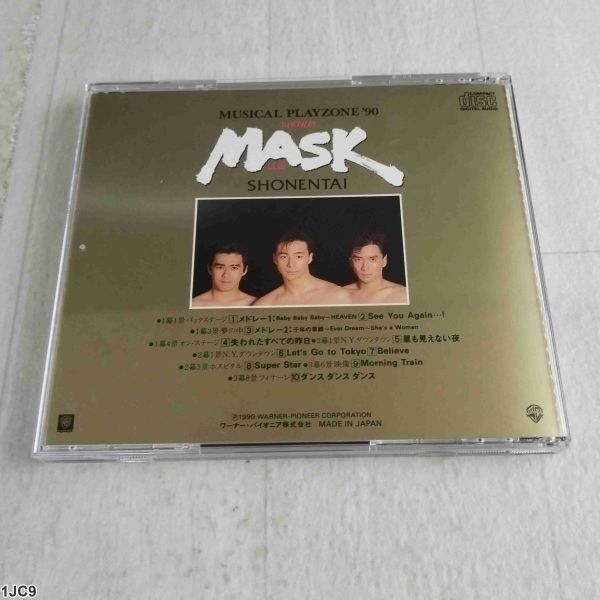 COMPACT
disc
DIGITAL AUDIO
MUSICAL PLAYZONE '90
MASK
SHONENTAI
●1幕1景・バックステージ 1 メドレー1:Baby Baby Baby〜HEAVEN 2 See You Again…!
●1幕3景・夢の中 3 メドレー2:千年の章節〜Ever Dream〜She's a Woman
●1幕4景・オン・ステージ 4 失われたすべての昨日 ●2幕1景N.Y.ダウンタウン 5 星も見えない夜
●2幕1景N.Y.ダウンタウン 6 Let's Go to Tokyo 7 Believe
●2幕3景・ホスピタル 8 Super Star ●3幕6景・映像 9 Morning Train
●3幕8景・フィナーレ 10 ダンス ダンス ダンス
Ⓟ1990 WARNER-PIONEER CORPORATION
ワーナー・パイオニア株式会社 MADE IN JAPAN
1JC9